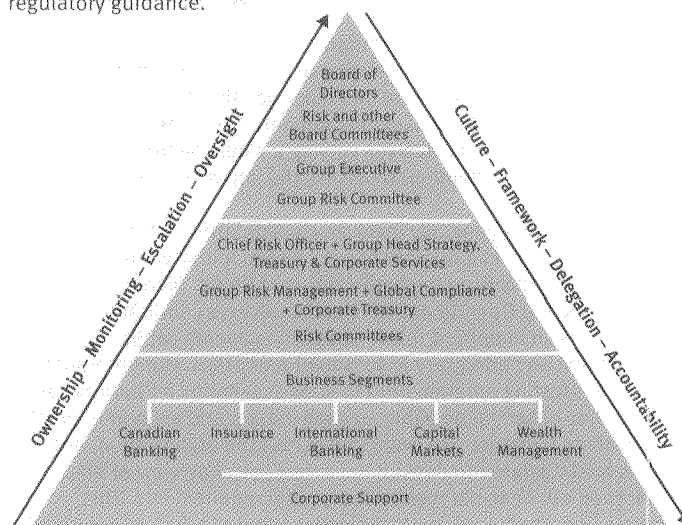 regulatory guidance.
Board of
Directors
Risk and other
Board Committees
Group Executive
Group Risk Committee
Chief Risk Officer + Group Head Strategy,
Treasury & Corporate Services
Group Risk Management + Global Compliance
+ Corporate Treasury
Risk Committees
Business Segments
Canadian
Banking
Insurance
International
Banking
Capital
Markets
Wealth
Management
Corporate Support
Ownership – Monitoring – Escalation – Oversight
Culture – Framework – Delegation – Accountability